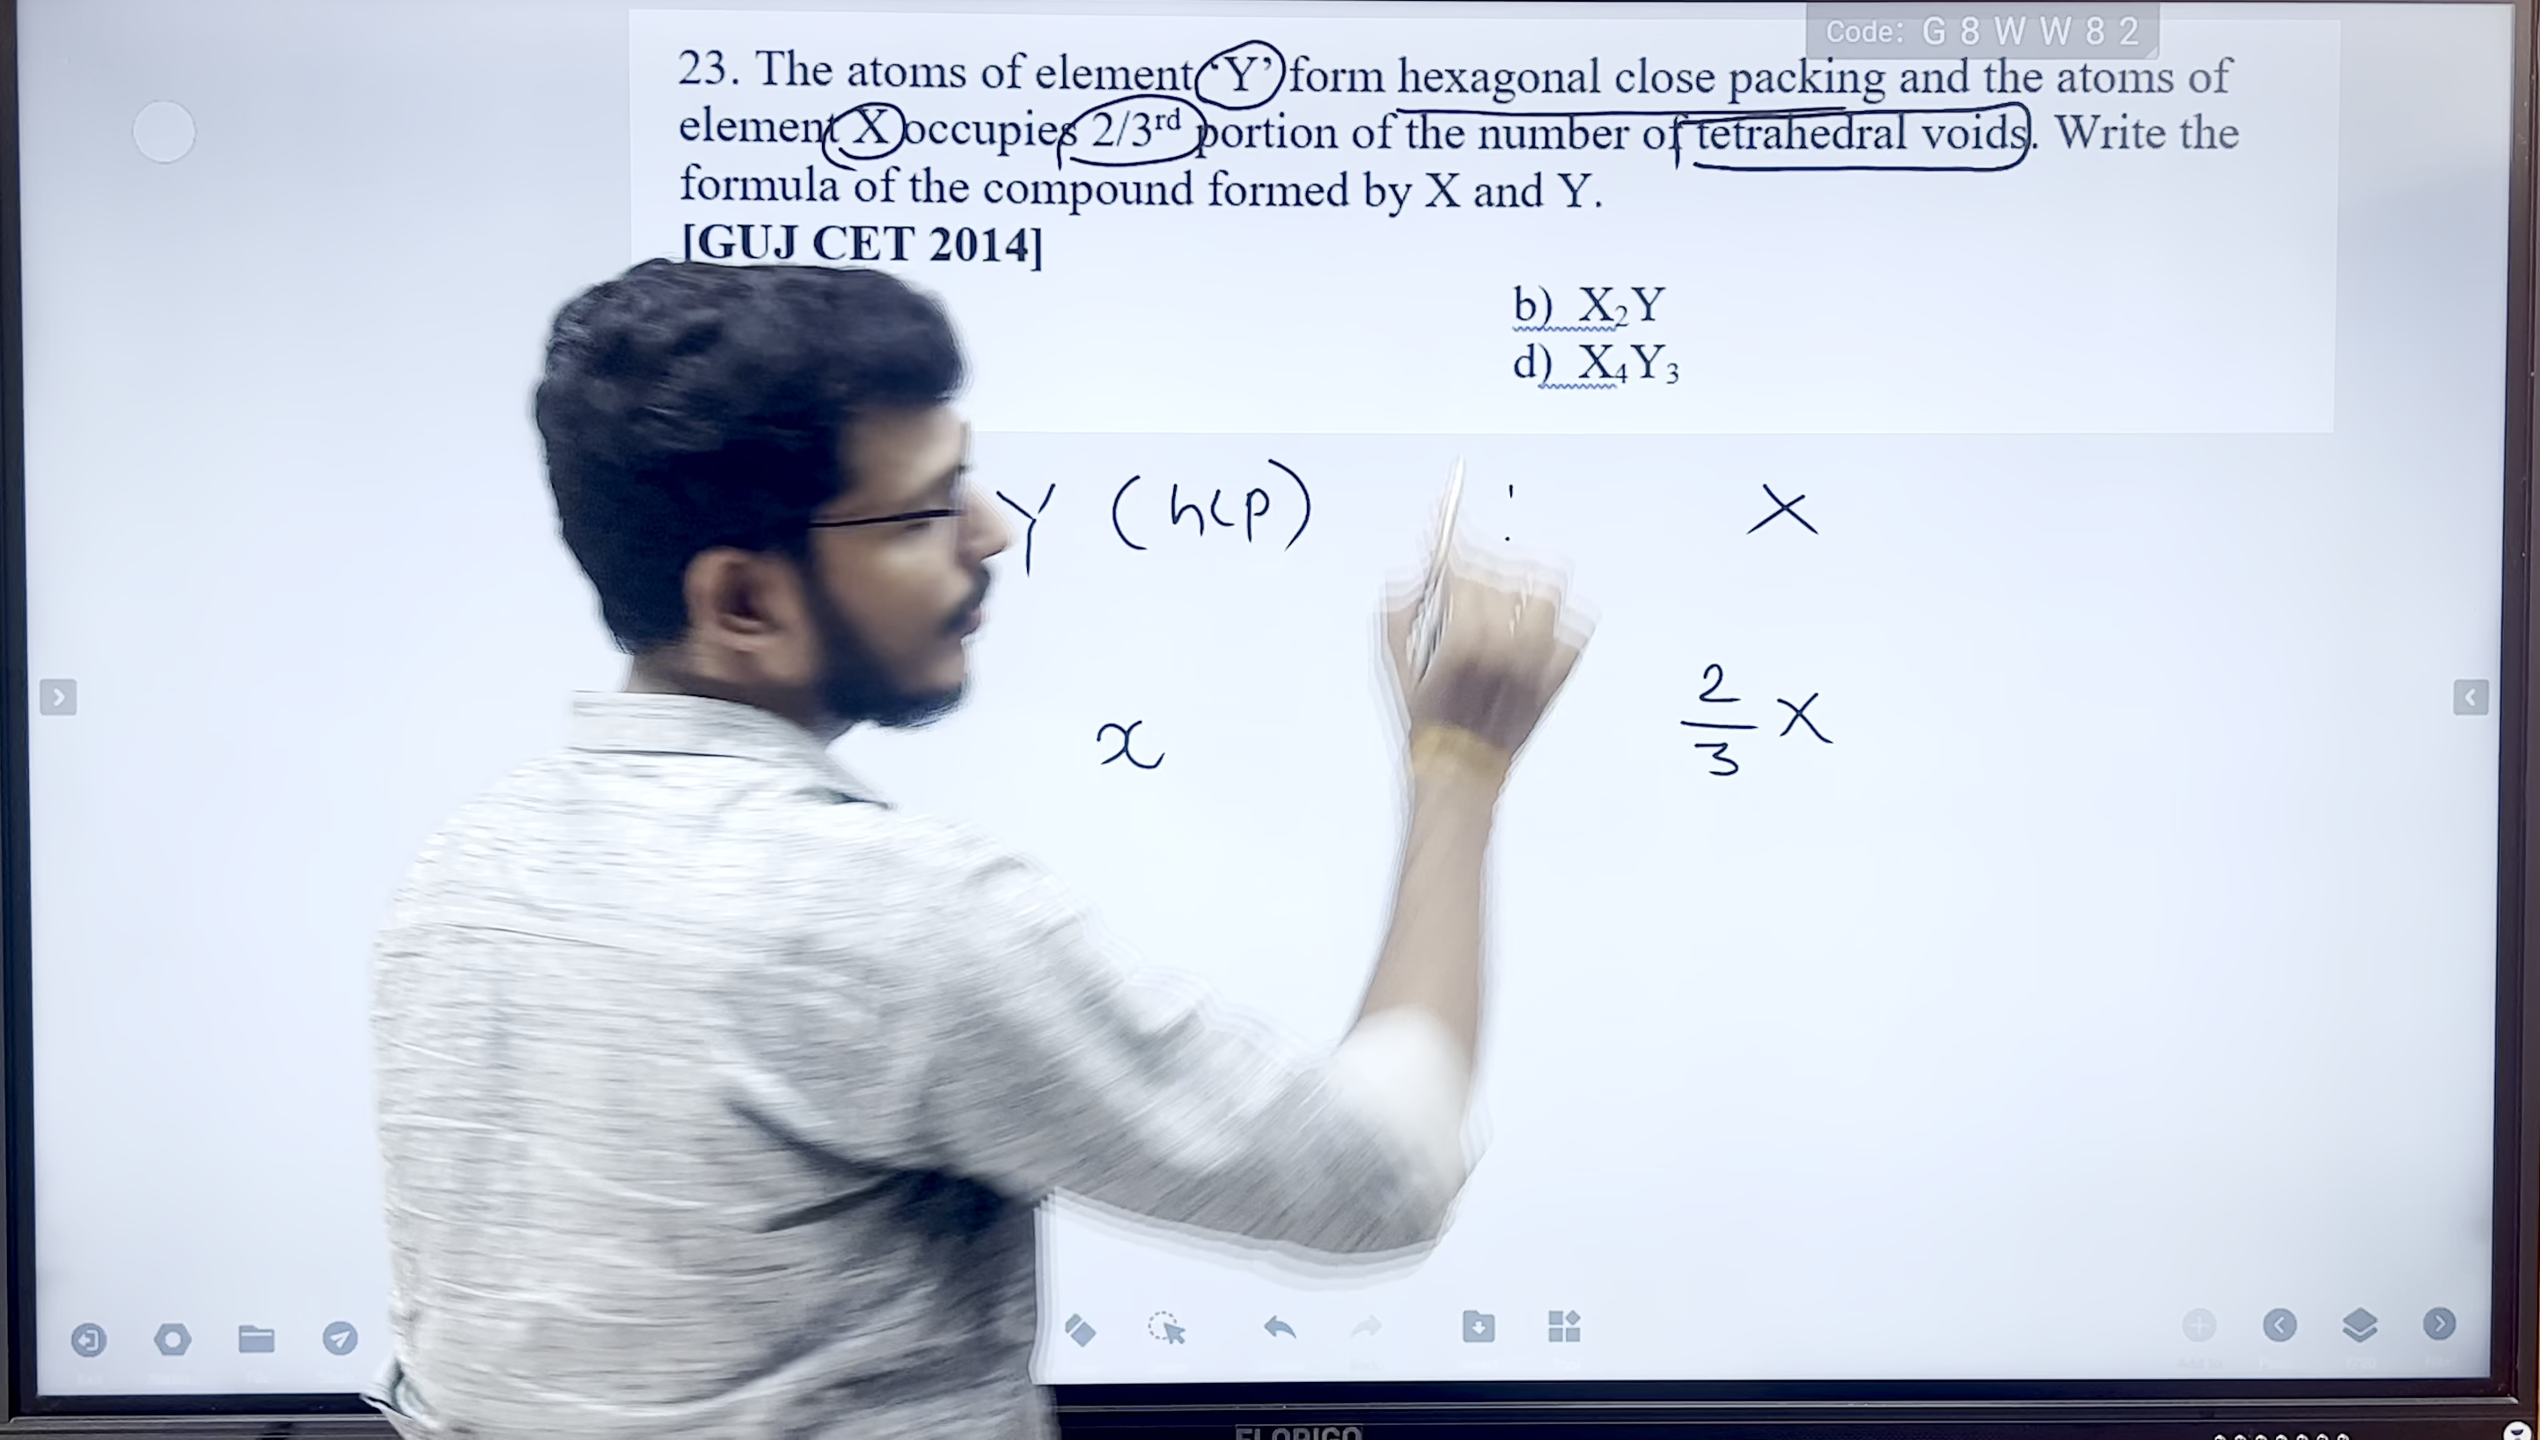 Code: G 8 W W 8 2
23. The atoms of element ‘Y’ form hexagonal close packing and the atoms of
element X occupies 2/3rd portion of the number of tetrahedral voids. Write the
formula of the compound formed by X and Y.
[GUJ CET 2014]
b) X₂Y
d) X₄Y₃
Y (hcp) : X
x 2/3 X